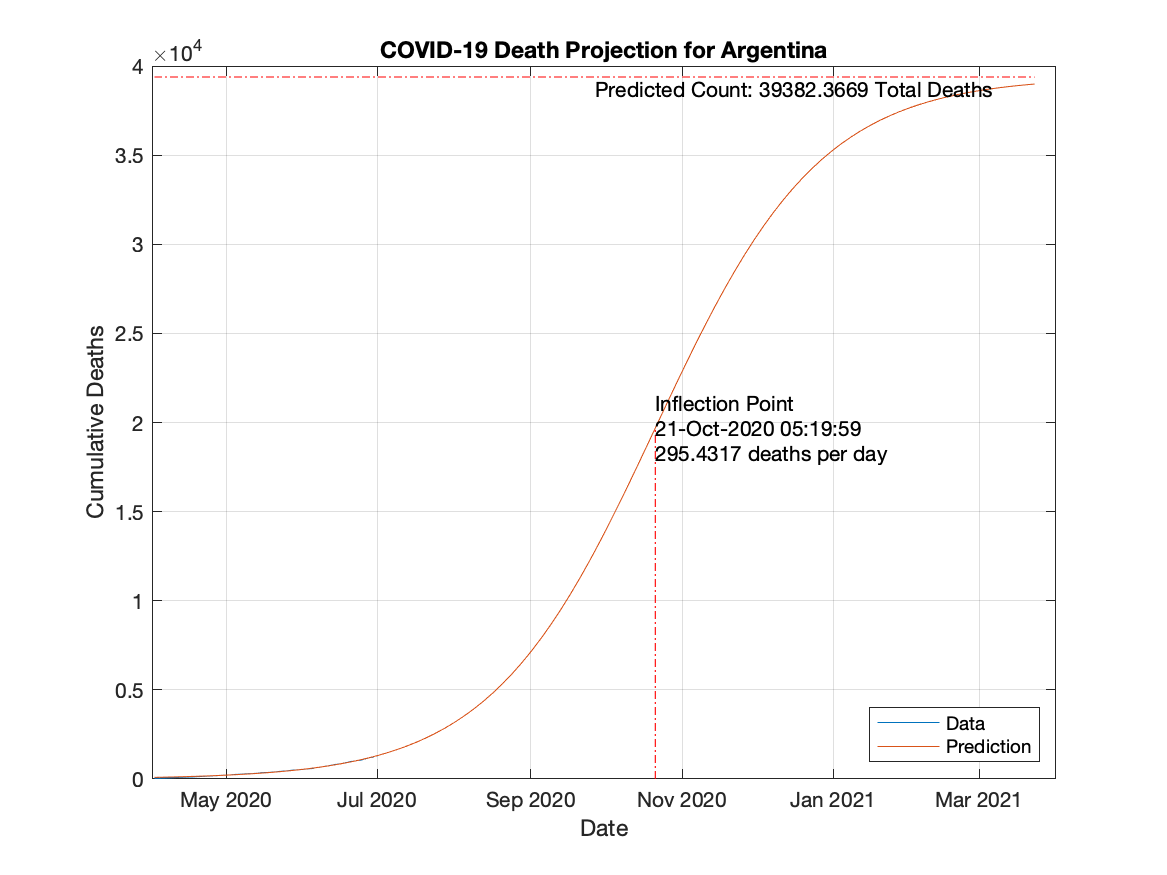 COVID-19 Death Projection for Argentina
×10⁴
4
3.5
3
2.5
2
1.5
1
0.5
0
Cumulative Deaths
Predicted Count: 39382.3669 Total Deaths
Inflection Point
21-Oct-2020 05:19:59
295.4317 deaths per day
Data
Prediction
May 2020 Jul 2020 Sep 2020 Nov 2020 Jan 2021 Mar 2021
Date